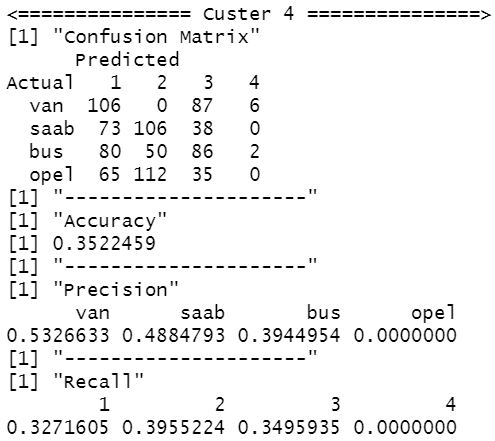 <=============== Custer 4 ===============>
[1] "Confusion Matrix"
      Predicted
Actual   1   2   3   4
  van  106   0  87   6
  saab  73 106  38   0
  bus   80  50  86   2
  opel  65 112  35   0
[1] "---------------------"
[1] "Accuracy"
[1] 0.3522459
[1] "---------------------"
[1] "Precision"
      van      saab       bus      opel
0.5326633 0.4884793 0.3944954 0.0000000
[1] "---------------------"
[1] "Recall"
        1         2         3         4
0.3271605 0.3955224 0.3495935 0.0000000